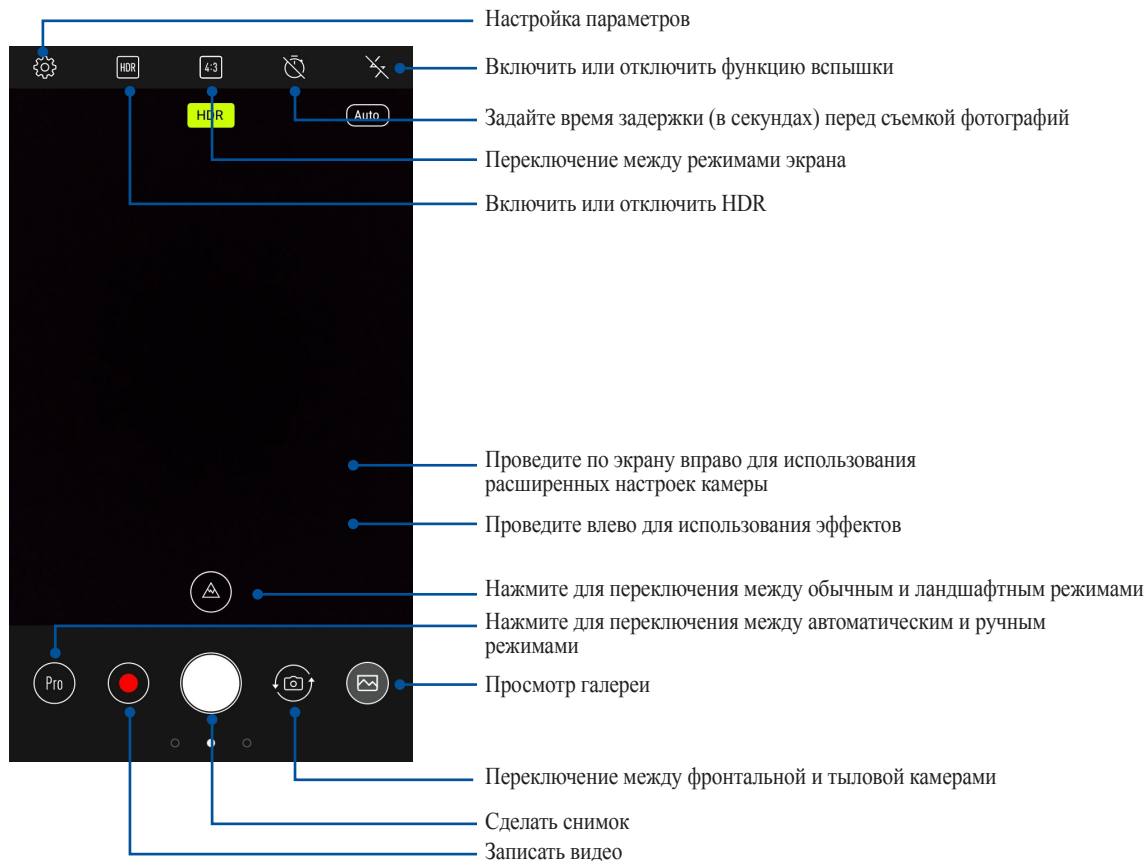 Настройка параметров
HDR
4:3
Включить или отключить функцию вспышки
HDR
Auto
Задайте время задержки (в секундах) перед съемкой фотографий
Переключение между режимами экрана
Включить или отключить HDR
Проведите по экрану вправо для использования
расширенных настроек камеры
Проведите влево для использования эффектов
Нажмите для переключения между обычным и ландшафтным режимами
Нажмите для переключения между автоматическим и ручным
режимами
Pro
Просмотр галереи
Переключение между фронтальной и тыловой камерами
Сделать снимок
Записать видео